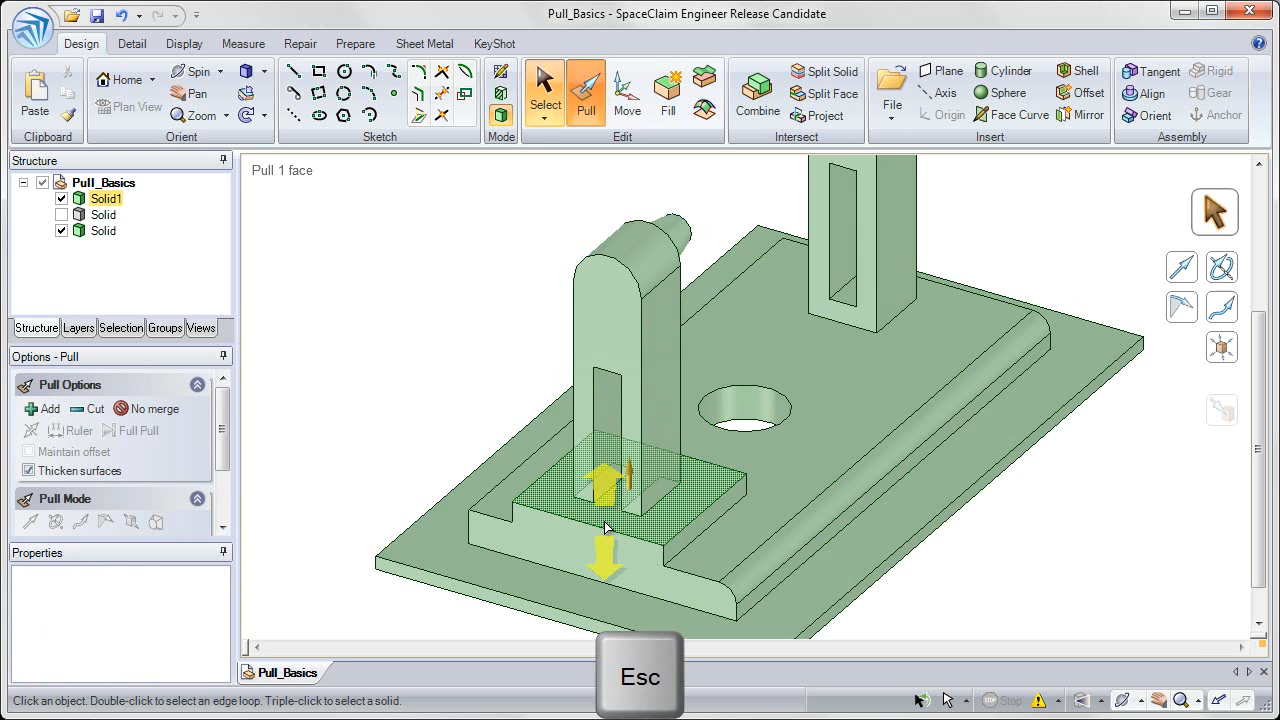 Pull_Basics - SpaceClaim Engineer Release Candidate
Design Detail Display Measure Repair Prepare Sheet Metal KeyShot
Paste
Clipboard
Home Spin
Plan View Pan
Zoom
Orient
Sketch
Mode
Select Pull Move Fill
Edit
Combine Split Solid
Split Face
Project
Intersect
File Plane Cylinder Shell
Axis Sphere Offset
Origin Face Curve Mirror
Insert
Tangent Rigid
Align Gear
Orient Anchor
Assembly
Structure
Pull_Basics
Solid1
Solid
Solid
Structure Layers Selection Groups Views
Options - Pull
Pull Options
Add Cut No merge
Ruler Full Pull
Maintain offset
Thicken surfaces
Pull Mode
Properties
Pull 1 face
Esc
Pull_Basics
Click an object. Double-click to select an edge loop. Triple-click to select a solid.
Stop